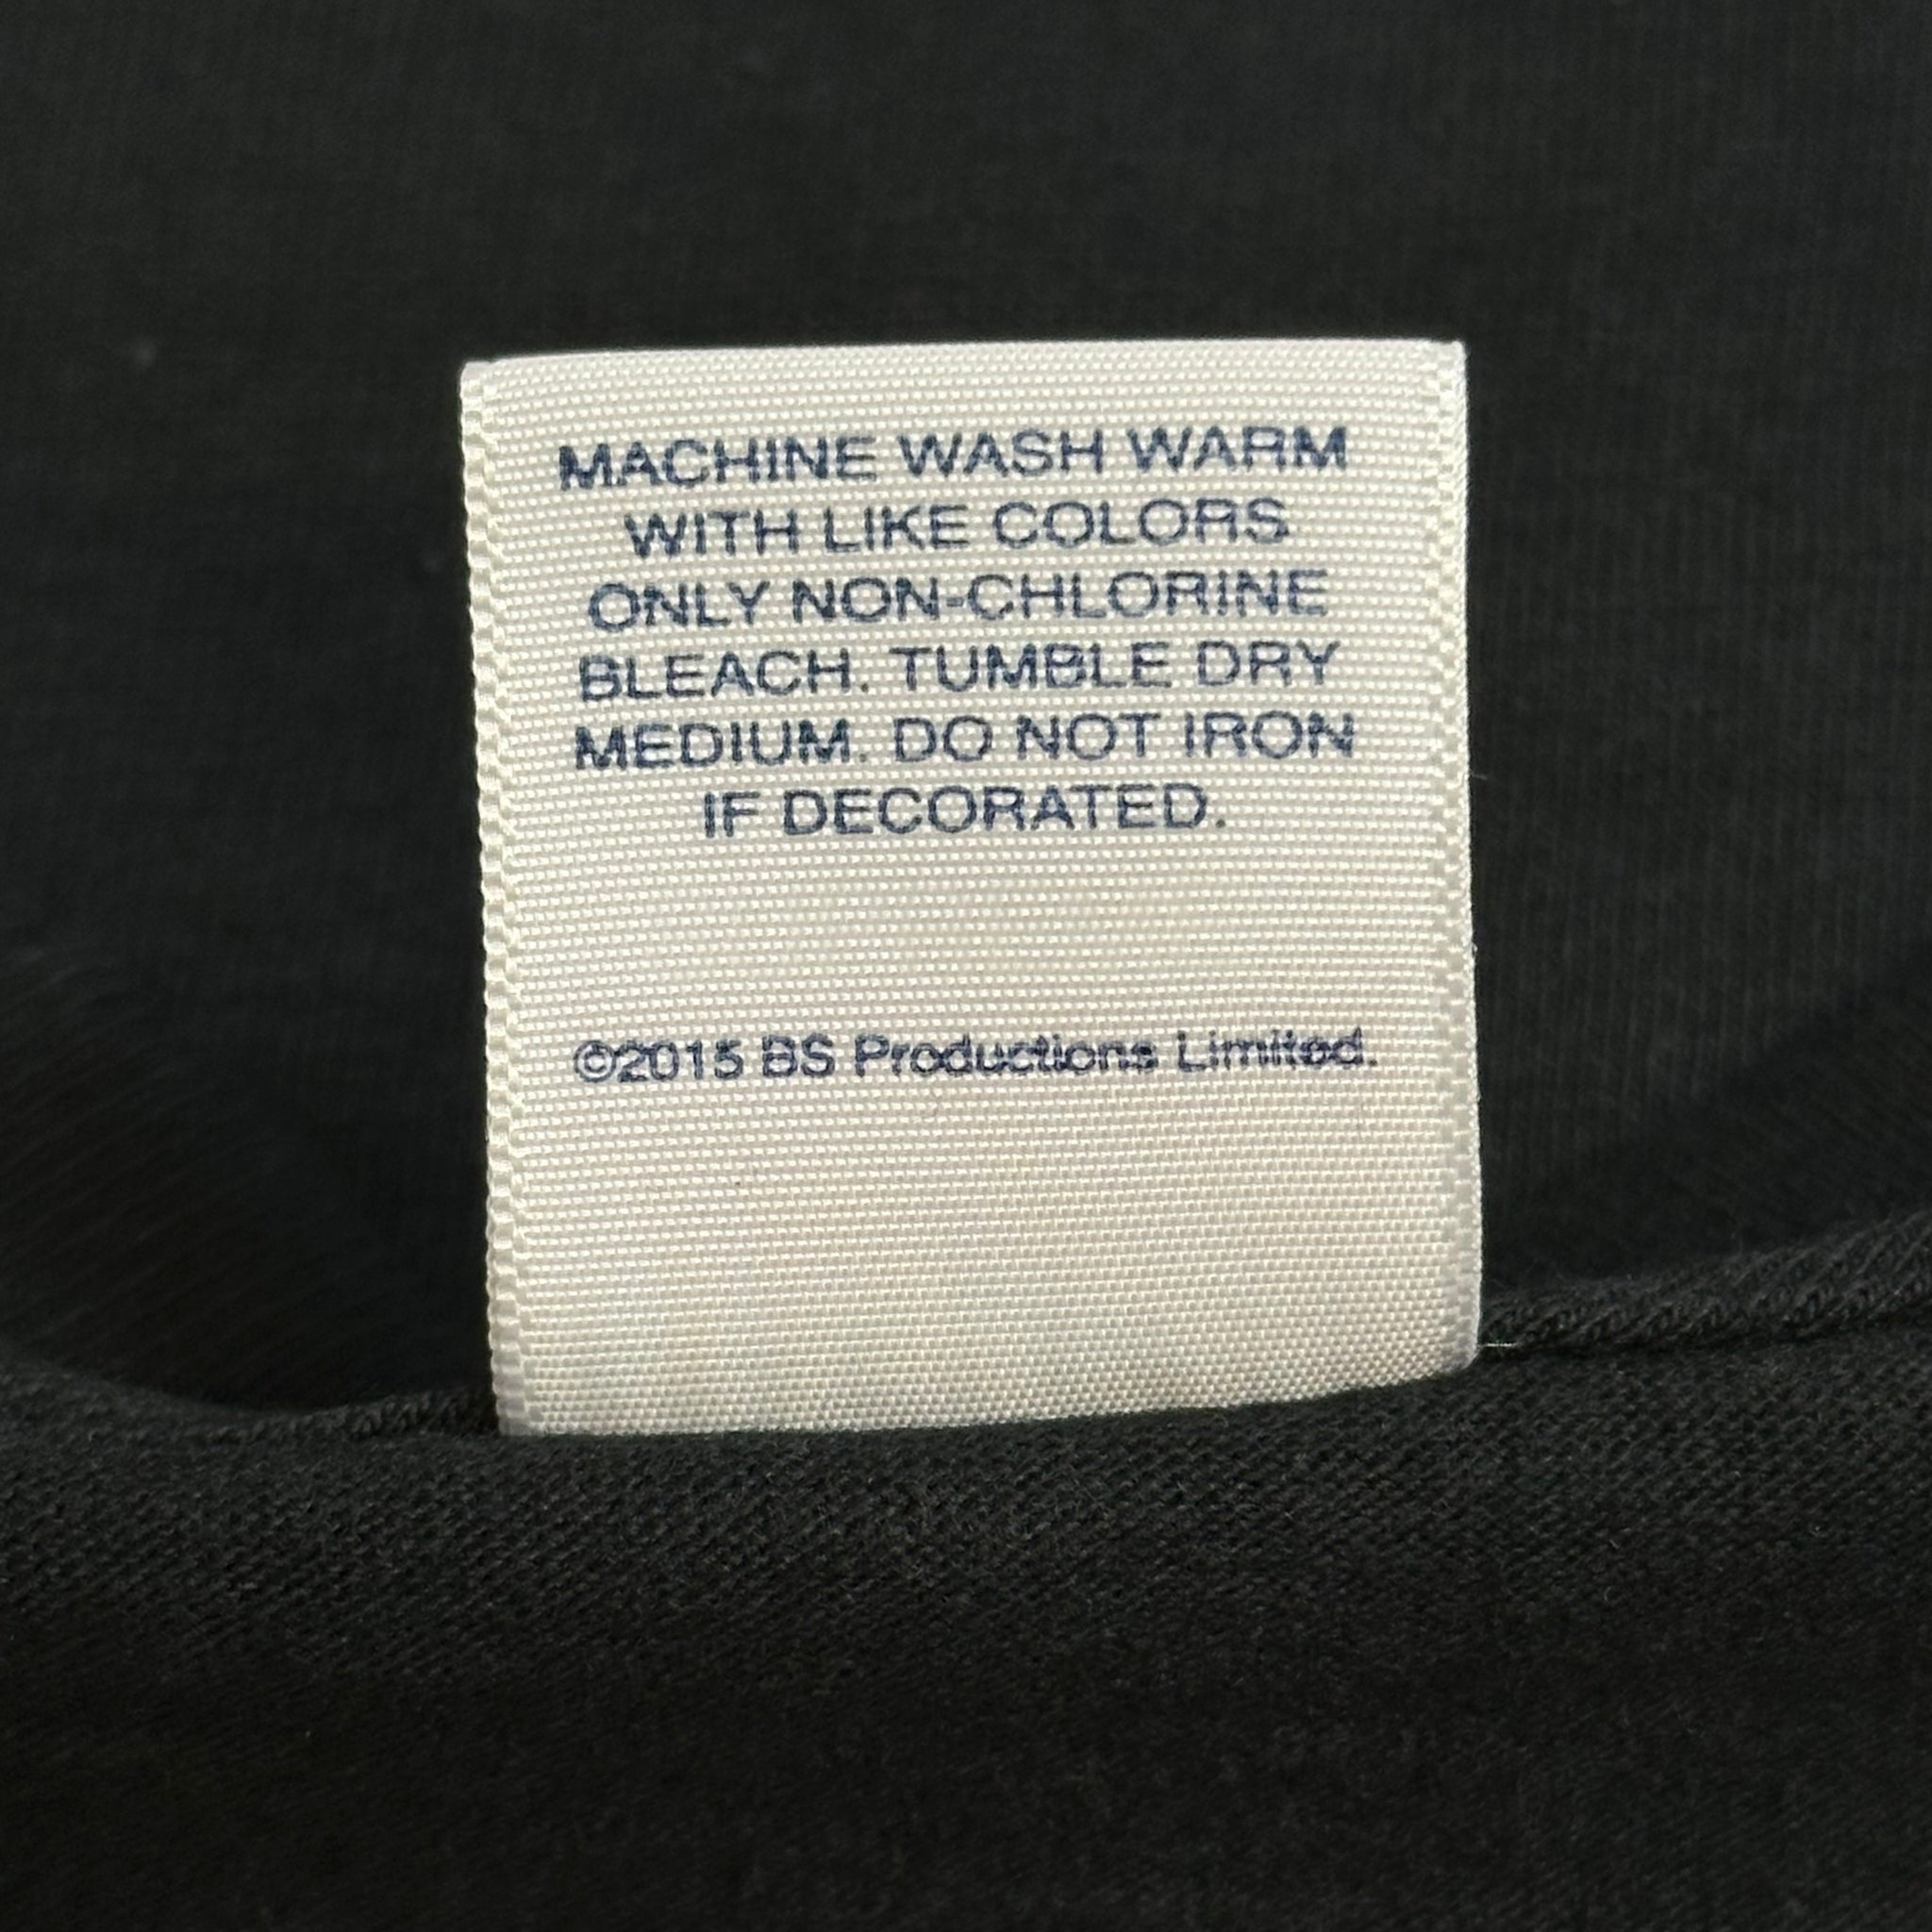 MACHINE WASH WARM
WITH LIKE COLORS
ONLY NON-CHLORINE
BLEACH. TUMBLE DRY
MEDIUM. DO NOT IRON
IF DECORATED.
©2015 BS Productions Limited.